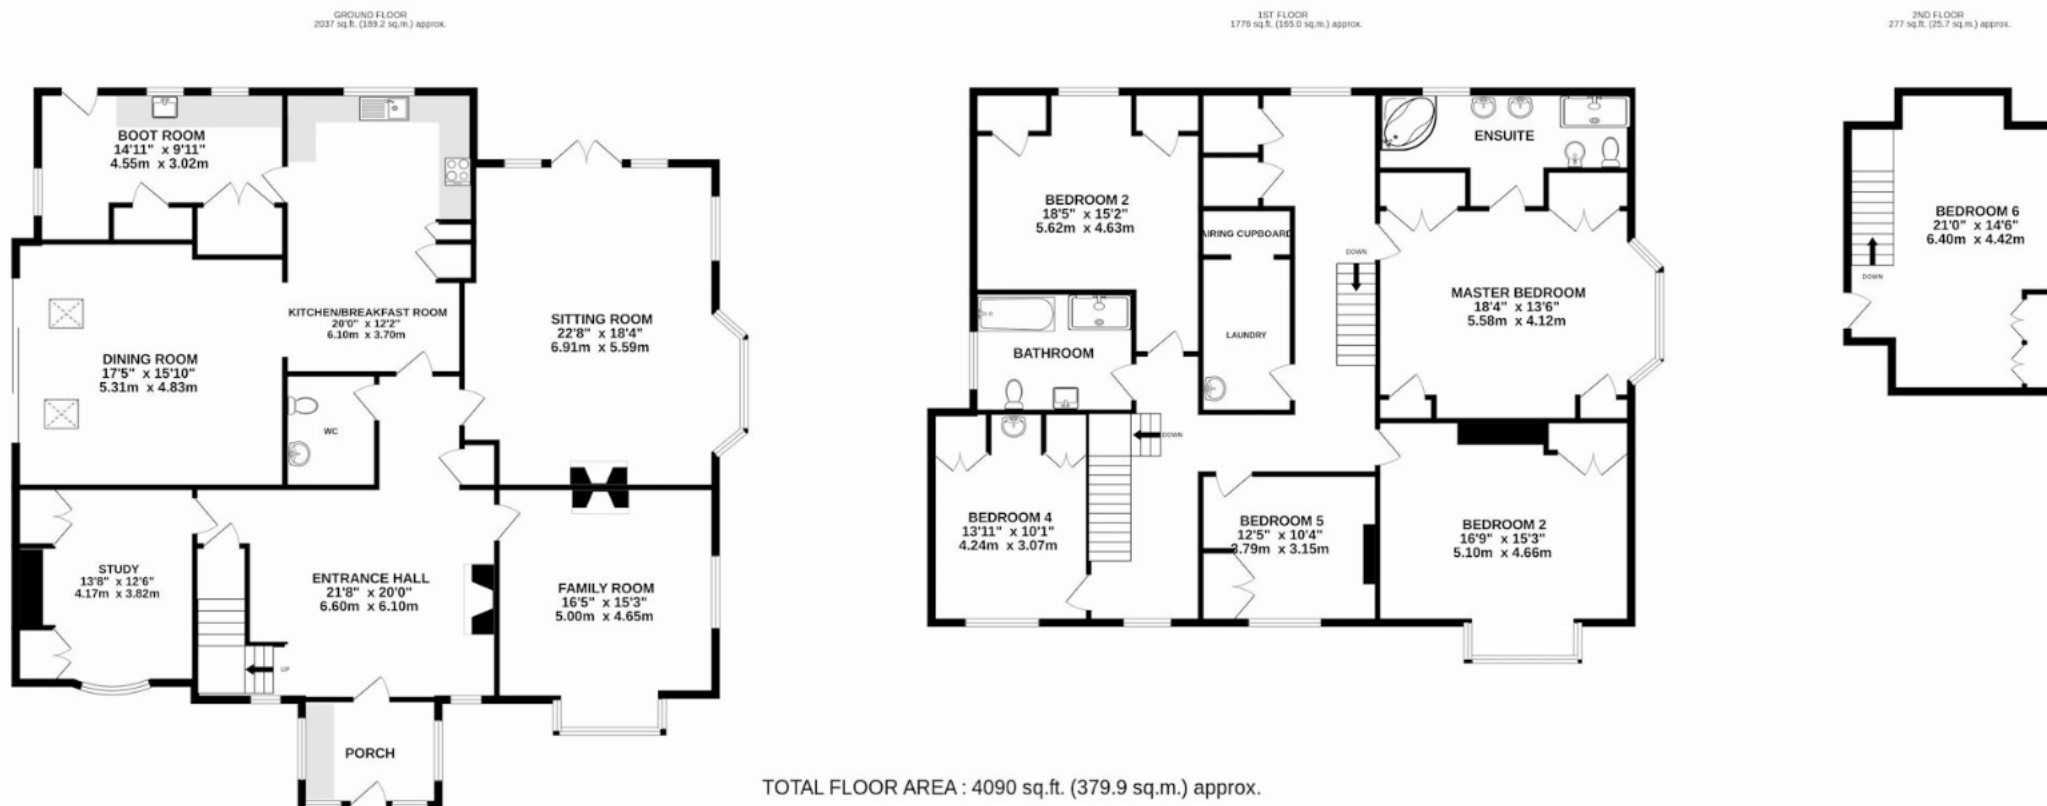 GROUND FLOOR
2037 sq.ft. (189.2 sq.m.) approx.
BOOT ROOM
14'11" x 9'11"
4.55m x 3.02m
KITCHEN/BREAKFAST ROOM
20'0" x 12'2"
6.10m x 3.70m
SITTING ROOM
22'8" x 18'4"
6.91m x 5.59m
DINING ROOM
17'5" x 15'10"
5.31m x 4.83m
WC
STUDY
13'8" x 12'6"
4.17m x 3.82m
ENTRANCE HALL
21'8" x 20'0"
6.60m x 6.10m
FAMILY ROOM
16'5" x 15'3"
5.00m x 4.65m
UP
PORCH
1ST FLOOR
1776 sq.ft. (165.0 sq.m.) approx.
ENSUITE
BEDROOM 2
18'5" x 15'2"
5.62m x 4.63m
AIRING CUPBOARD
DOWN
MASTER BEDROOM
18'4" x 13'6"
5.58m x 4.12m
LAUNDRY
BATHROOM
DOWN
BEDROOM 4
13'11" x 10'1"
4.24m x 3.07m
BEDROOM 5
12'5" x 10'4"
3.79m x 3.15m
BEDROOM 2
16'9" x 15'3"
5.10m x 4.66m
2ND FLOOR
277 sq.ft. (25.7 sq.m.) approx.
BEDROOM 6
21'0" x 14'6"
6.40m x 4.42m
DOWN
TOTAL FLOOR AREA : 4090 sq.ft. (379.9 sq.m.) approx.